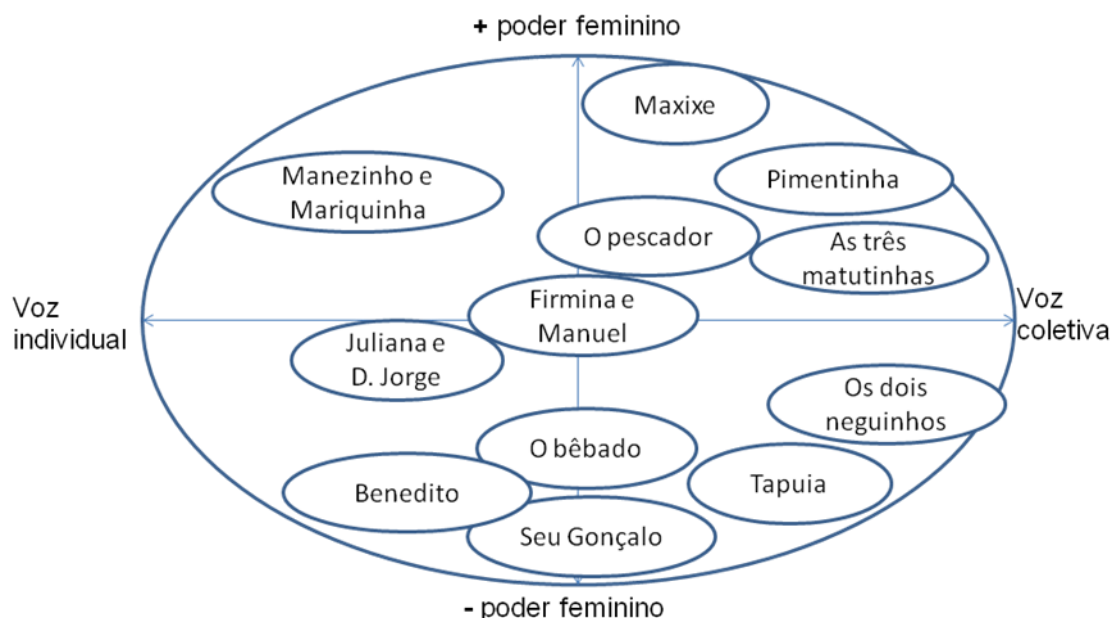 + poder feminino
Maxixe
Manezinho e
Mariquinha
Pimentinha
O pescador
As três
matutinhas
Voz
individual
Firmina e
Manuel
Voz
coletiva
Juliana e
D. Jorge
Os dois
neguinhos
O bêbado
Benedito
Tapuia
Seu Gonçalo
- poder feminino